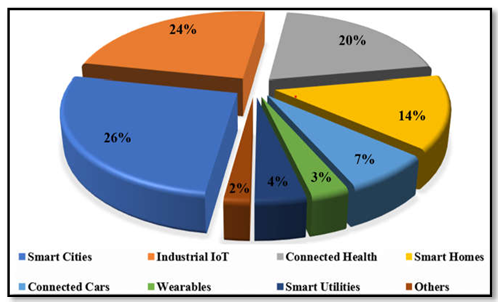 24%
20%
26%
14%
2%
4%
3%
7%
Smart Cities
Industrial IoT
Connected Health
Smart Homes
Connected Cars
Wearables
Smart Utilities
Others